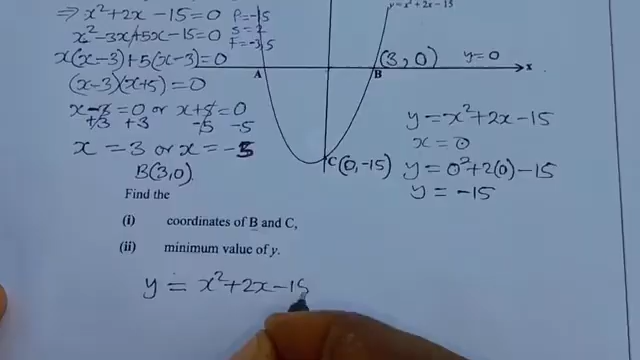 ⇒ x²+2x-15=0 P=-15
x²-3x+5x-15=0 S=2
F=-3,5
x(x-3)+5(x-3)=0
(x-3)(x+5)=0
x-3=0 or x+5=0
+3 +3 -5 -5
x=3 or x=-5
B(3,0)
y = x² + 2x - 15
A
B (3,0) y=0 x
C(0,-15)
y=x²+2x-15
x=0
y=0²+2(0)-15
y=-15
Find the
(i) coordinates of B and C,
(ii) minimum value of y.
y = x²+2x-15